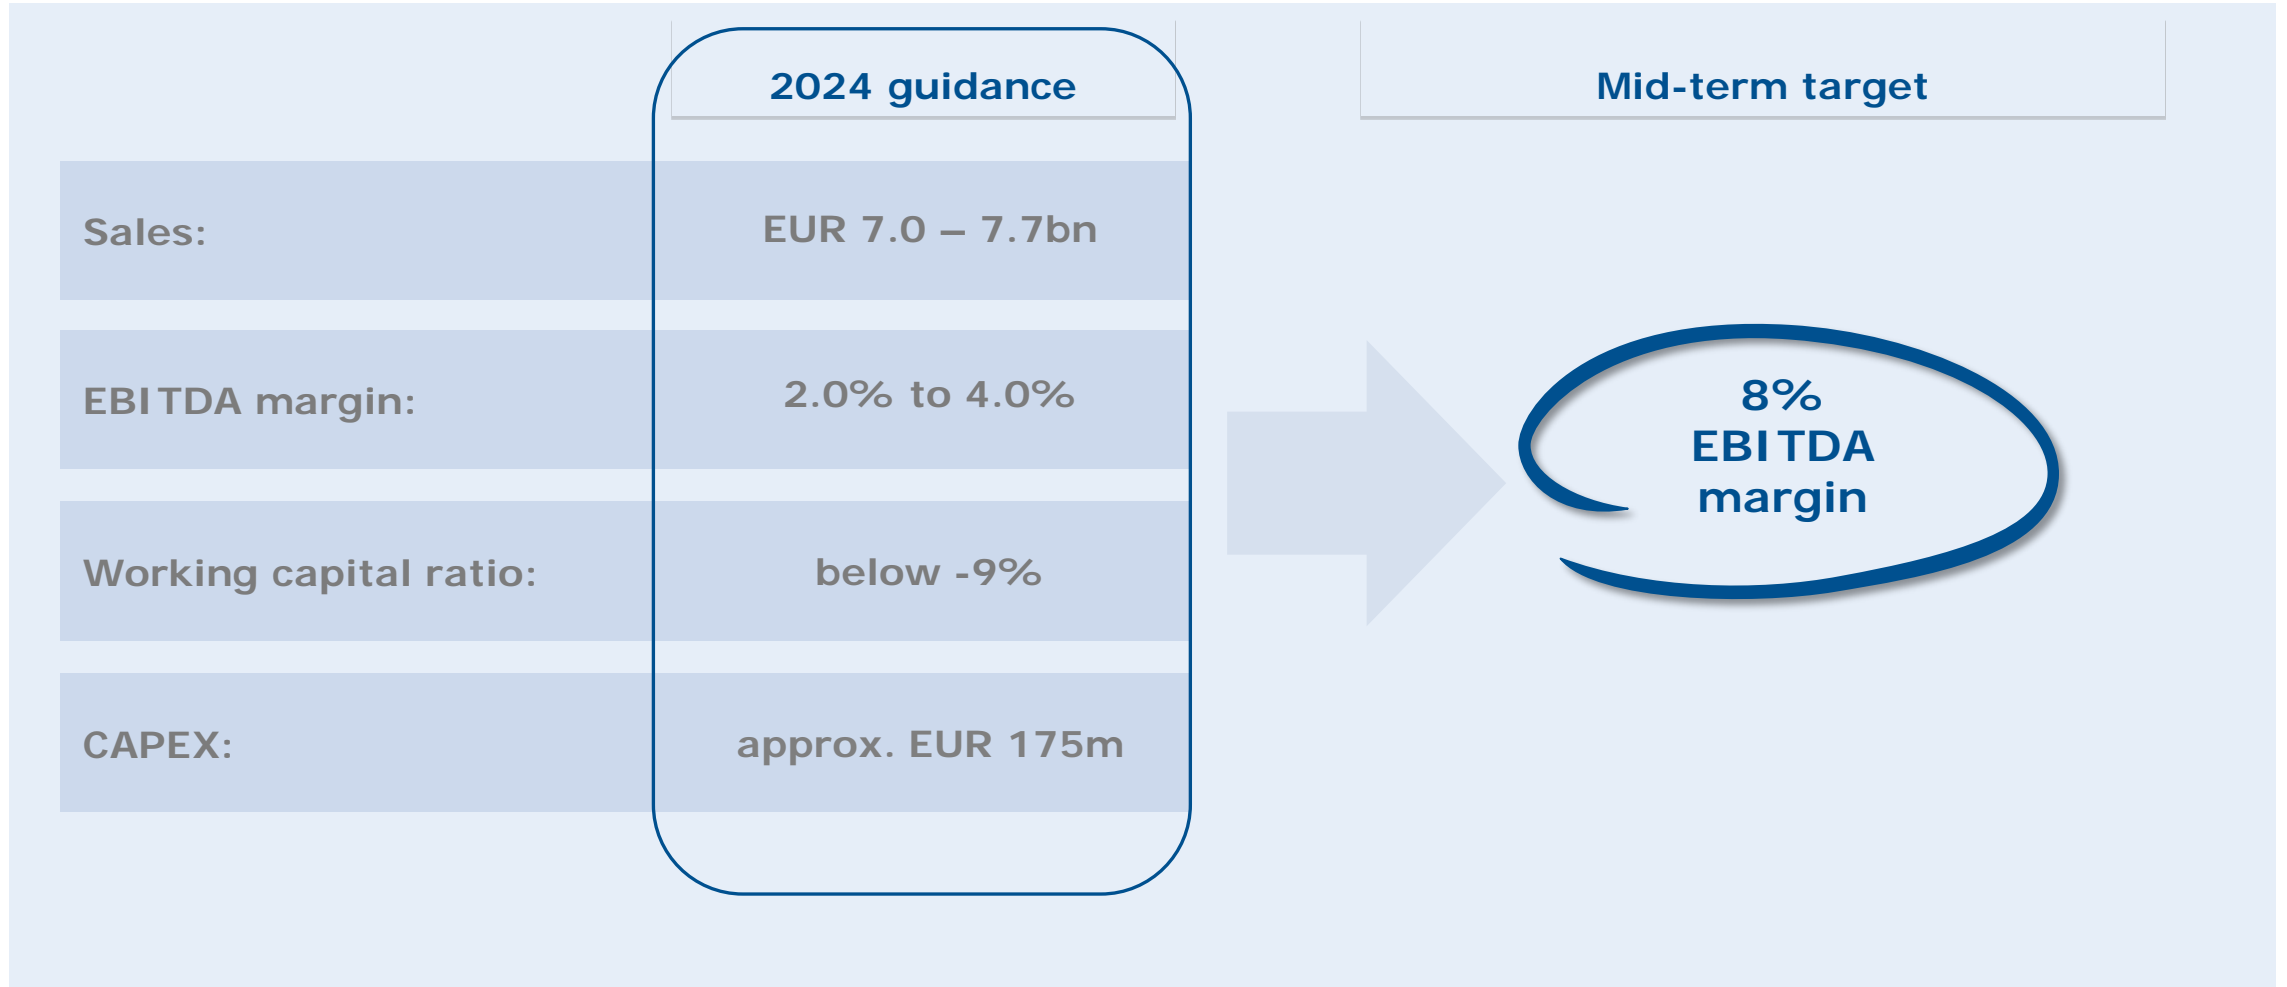 2024 guidance
Mid-term target
Sales:
EUR 7.0 – 7.7bn
EBITDA margin:
2.0% to 4.0%
Working capital ratio:
below -9%
CAPEX:
approx. EUR 175m
8%
EBITDA
margin